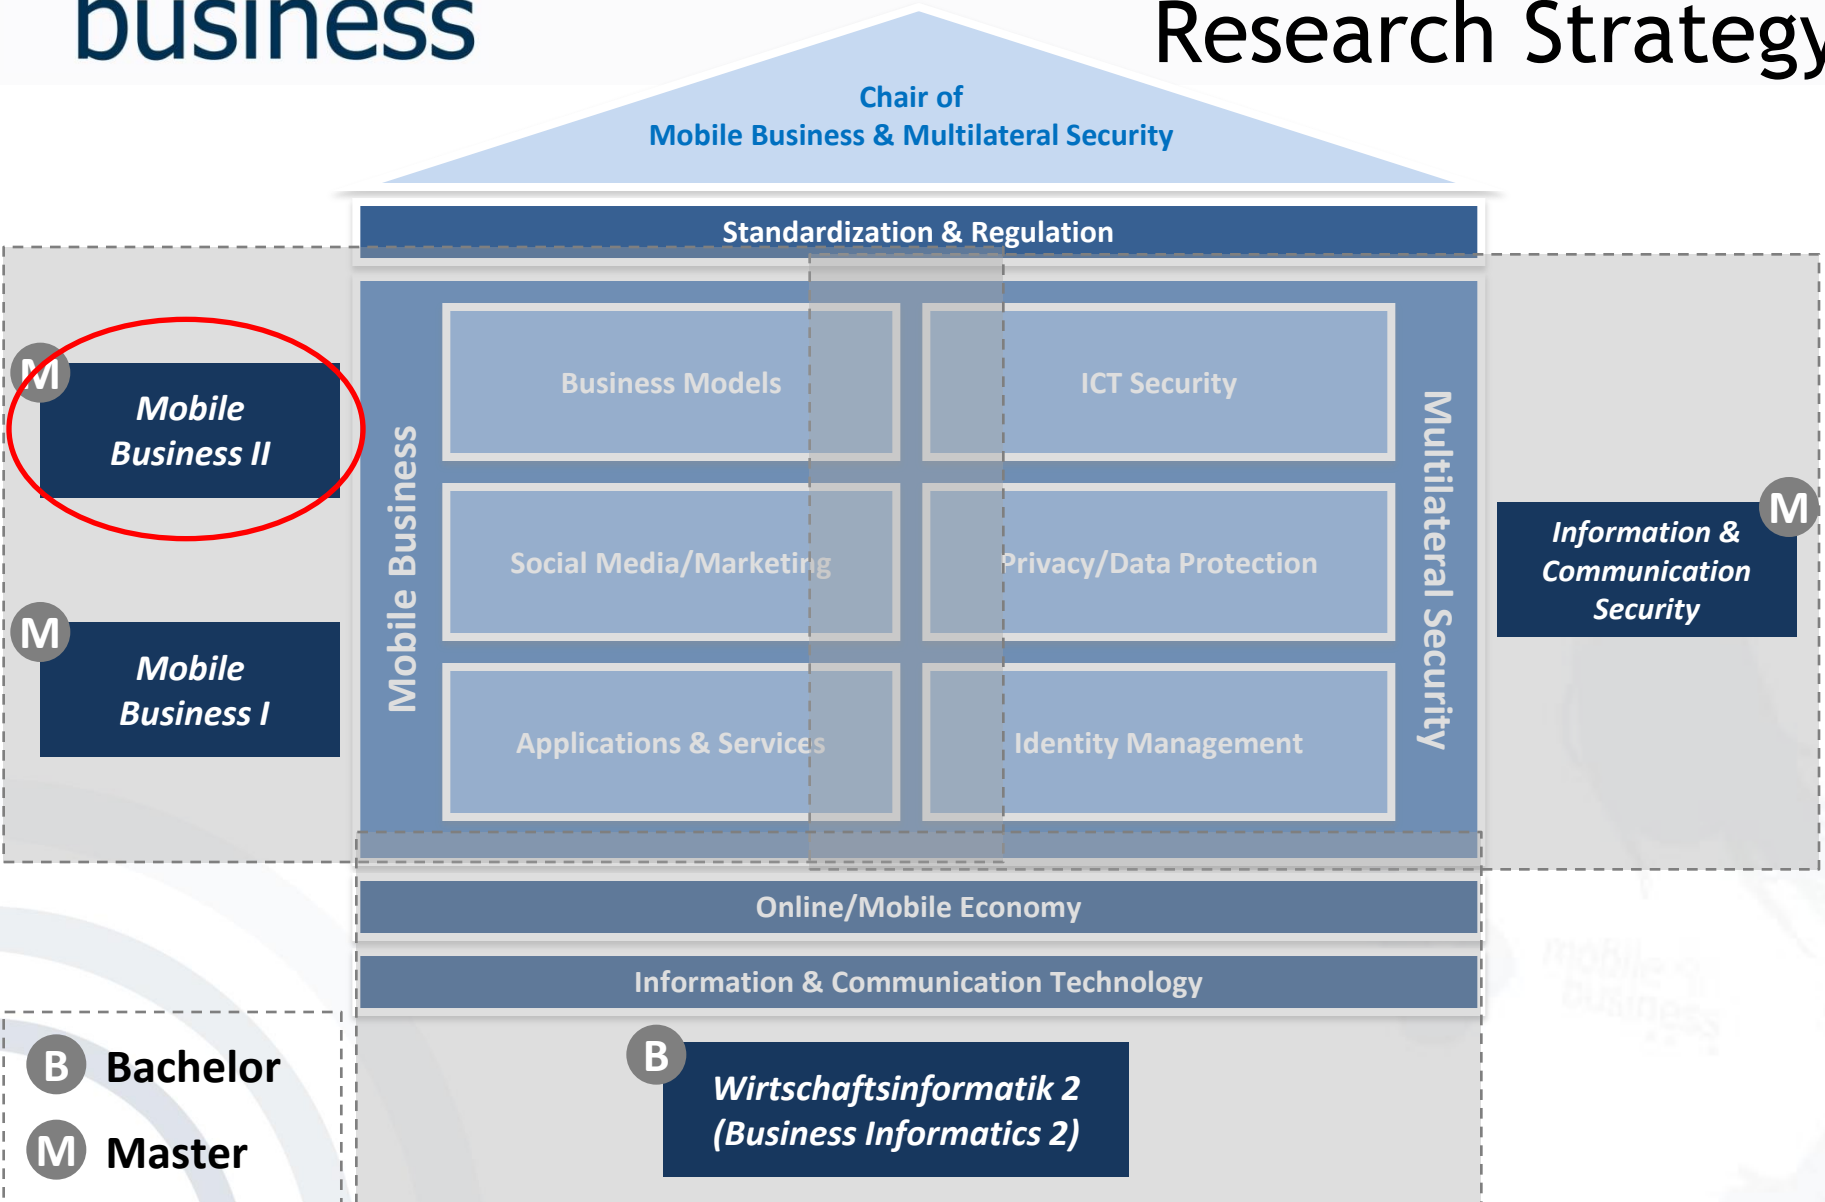 business
Research Strategy
Chair of
Mobile Business & Multilateral Security
Standardization & Regulation
M
Mobile
Business II
M
Mobile
Business I
Mobile Business
Business Models
ICT Security
Social Media/Marketing
Privacy/Data Protection
Applications & Services
Identity Management
Multilateral Security
M
Information &
Communication
Security
Online/Mobile Economy
Information & Communication Technology
mobile
business
B
Wirtschaftsinformatik 2
(Business Informatics 2)
B Bachelor
M Master